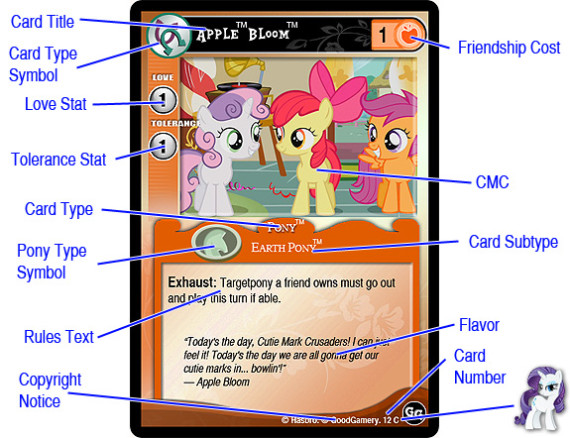 Card Title
Apple™ Bloom™
1
Friendship Cost
Card Type
Symbol
LOVE
1
Love Stat
TOLERANCE
1
Tolerance Stat
CMC
Card Type
Pony™
Earth Pony™
Card Subtype
Pony Type
Symbol
Exhaust: Targetpony a friend owns must go out
and play this turn if able.
Rules Text
"Today's the day, Cutie Mark Crusaders! I can just
feel it! Today's the day we are all gonna get our
cutie marks in... bowlin'!"
— Apple Bloom
Flavor
Card
Number
Copyright
Notice
© Hasbro. © GoodGamery. 12 C
GG